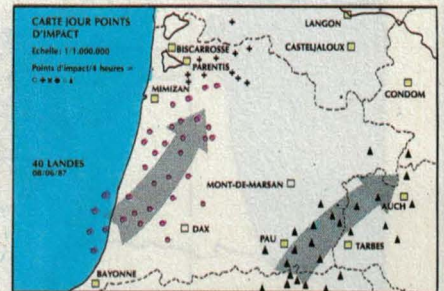 CARTE JOUR POINTS
D'IMPACT
Echelle: 1/1.000.000
Points d'impact/4 heures =
40 LANDES
08/06/87
LANGON
BISCARROSSE
CASTELJALOUX
PARENTIS
MIMIZAN
CONDOM
MONT-DE-MARSAN
AUCH
DAX
PAU
TARBES
BAYONNE